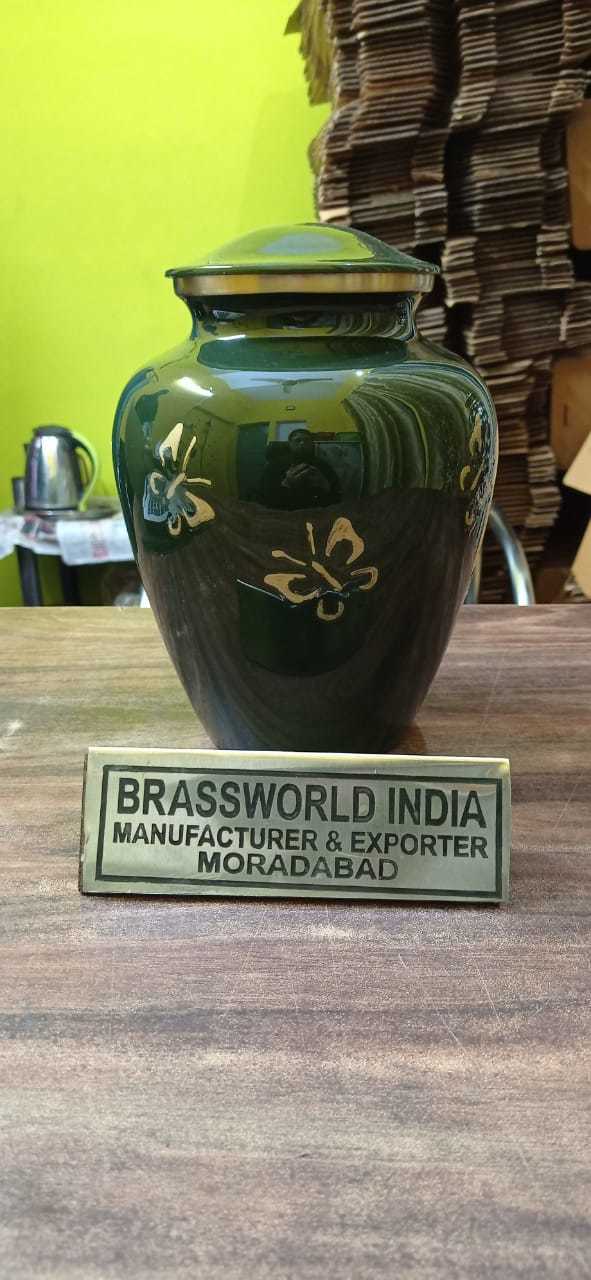 BRASSWORLD INDIA
MANUFACTURER & EXPORTER
MORADABAD